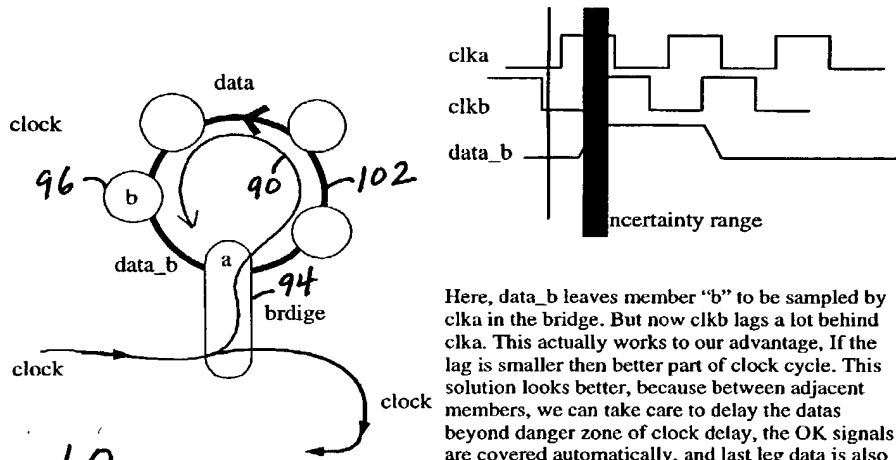 data
clock
96
b
90
102
data_b
a
94
brdige
clock
clock
clka
clkb
data_b
ncertainty range
Here, data_b leaves member “b” to be sampled by
clka in the bridge. But now clkb lags a lot behind
clka. This actually works to our advantage, If the
lag is smaller then better part of clock cycle. This
solution looks better, because between adjacent
members, we can take care to delay the datas
beyond danger zone of clock delay, the OK signals
are covered automatically, and last leg data is also